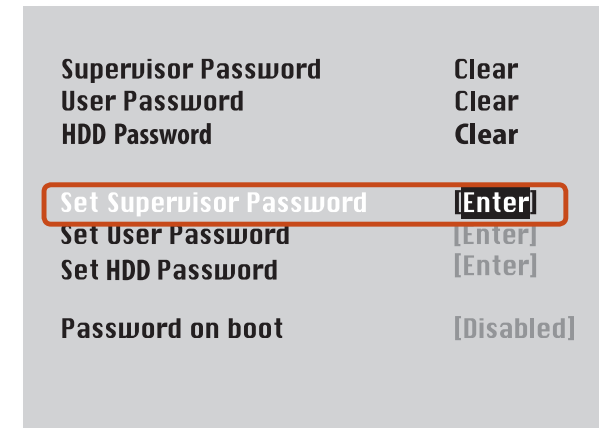 Supervisor Password Clear
User Password Clear
HDD Password Clear
Set Supervisor Password [Enter]
Set User Password [Enter]
Set HDD Password [Enter]
Password on boot [Disabled]